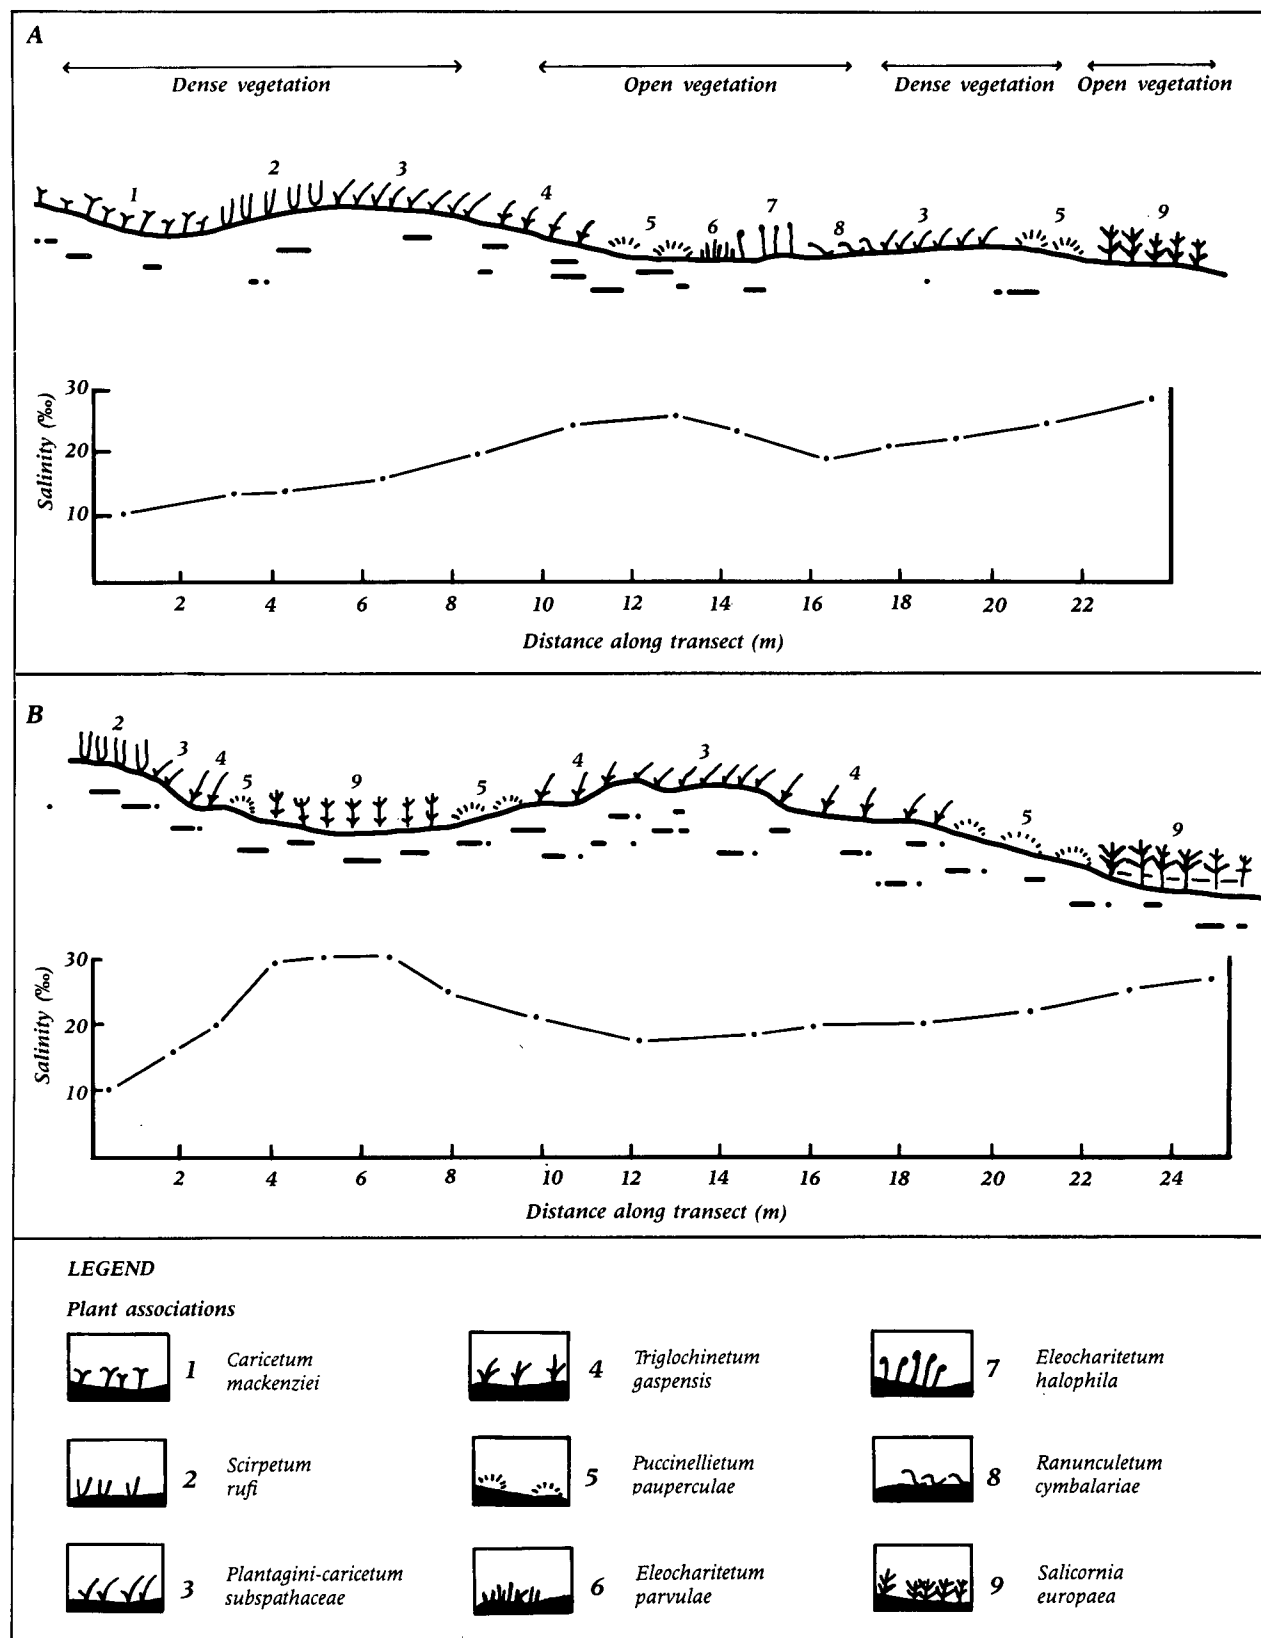 A
Dense vegetation Open vegetation Dense vegetation Open vegetation
1 2 3 4 5 6 7 8 3 5 9
Salinity (‰)
30
20
10
2 4 6 8 10 12 14 16 18 20 22
Distance along transect (m)
B
2 3 4 5 9 5 4 3 4 5 9
Salinity (‰)
30
20
10
2 4 6 8 10 12 14 16 18 20 22 24
Distance along transect (m)
LEGEND
Plant associations
1 Caricetum
mackenziei
4 Triglochinetum
gaspensis
7 Eleocharitetum
halophila
2 Scirpetum
rufi
5 Puccinellietum
pauperculae
8 Ranunculetum
cymbalariae
3 Plantagini-caricetum
subspathaceae
6 Eleocharitetum
parvulae
9 Salicornia
europaea